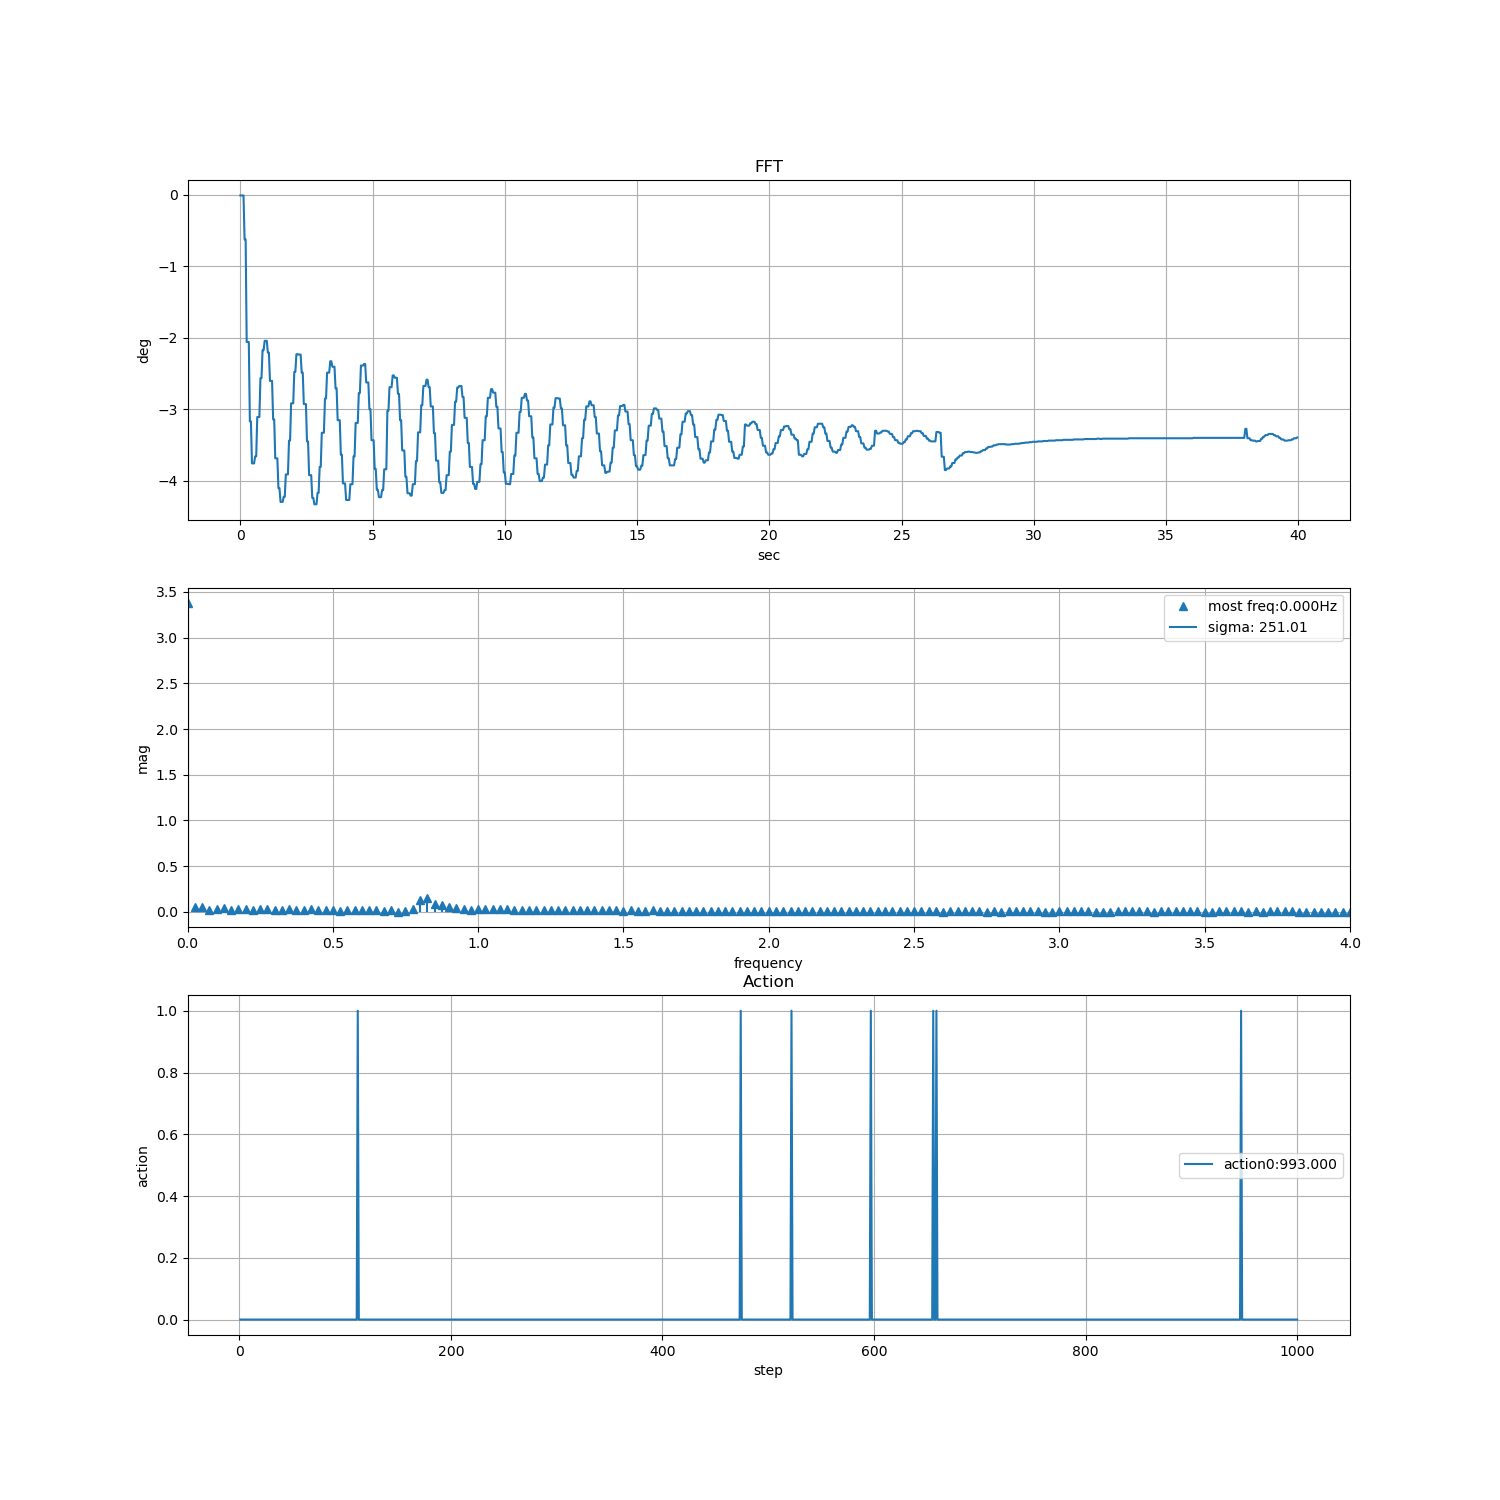 FFT
0
−1
−2
−3
−4
deg
0 5 10 15 20 25 30 35 40
sec
3.5
3.0
2.5
2.0
1.5
1.0
0.5
0.0
mag
most freq:0.000Hz
sigma: 251.01
0.0 0.5 1.0 1.5 2.0 2.5 3.0 3.5 4.0
frequency
Action
1.0
0.8
0.6
0.4
0.2
0.0
action
action0:993.000
0 200 400 600 800 1000
step